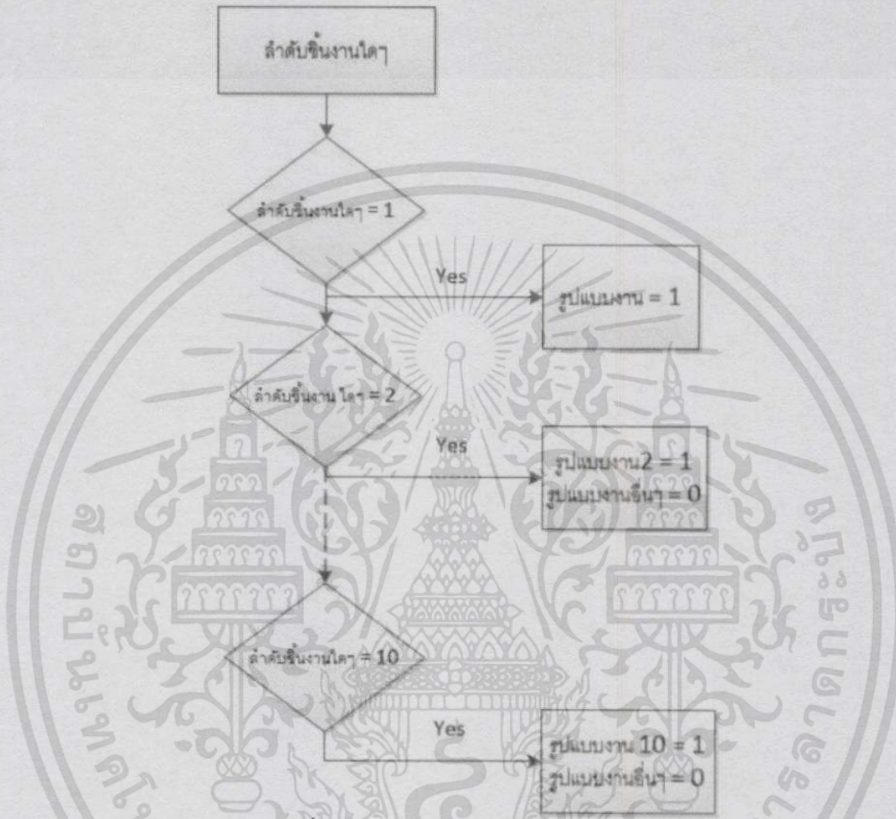 ลำดับชิ้นงานใดๆ
ลำดับชิ้นงานใดๆ = 1
Yes
รูปแบบงาน = 1
ลำดับชิ้นงาน ใดๆ = 2
Yes
รูปแบบงาน2 = 1
รูปแบบงานอื่นๆ = 0
ลำดับชิ้นงานใดๆ = 10
Yes
รูปแบบงาน 10 = 1
รูปแบบงานอื่นๆ = 0